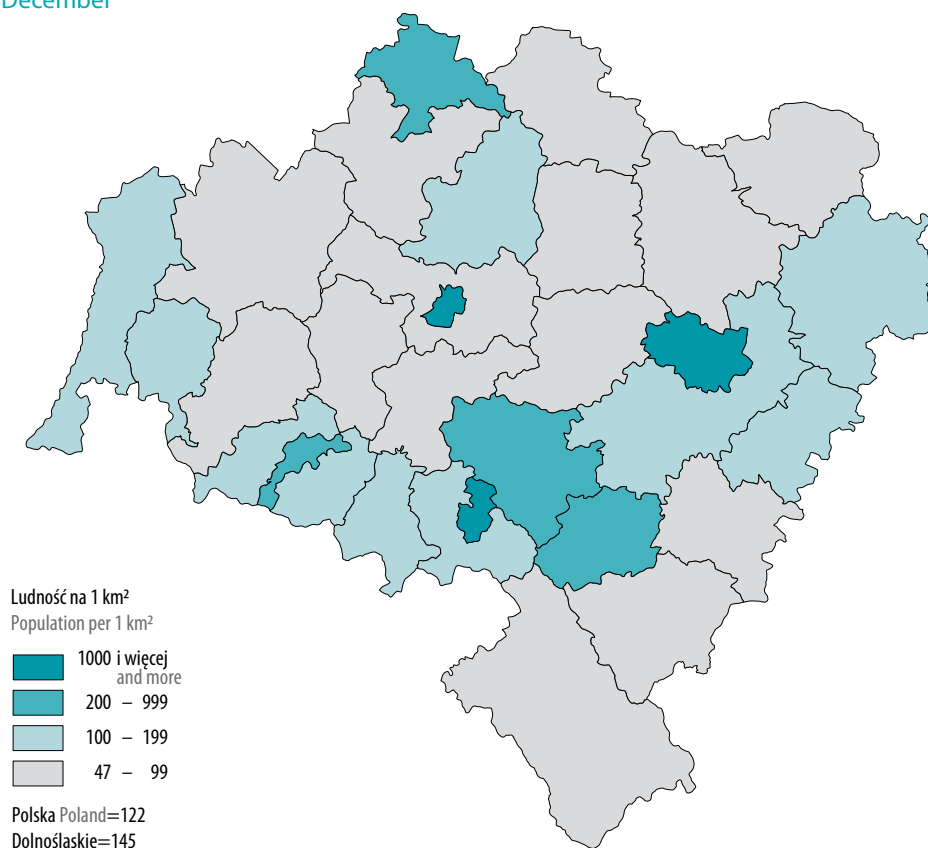 December
Ludność na 1 km²
Population per 1 km²
1000 i więcej
and more
200 – 999
100 – 199
47 – 99
Polska Poland=122
Dolnośląskie=145